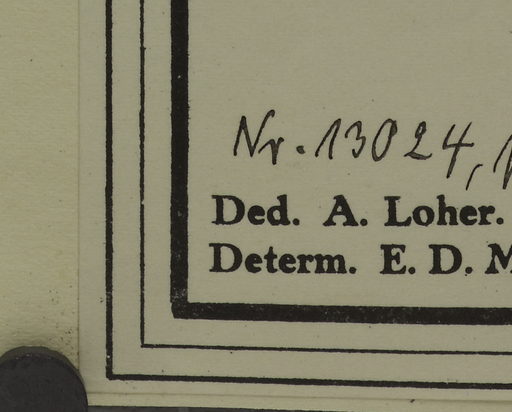 Nr. 13024,
Ded. A. Loher.
Determ. E. D. M